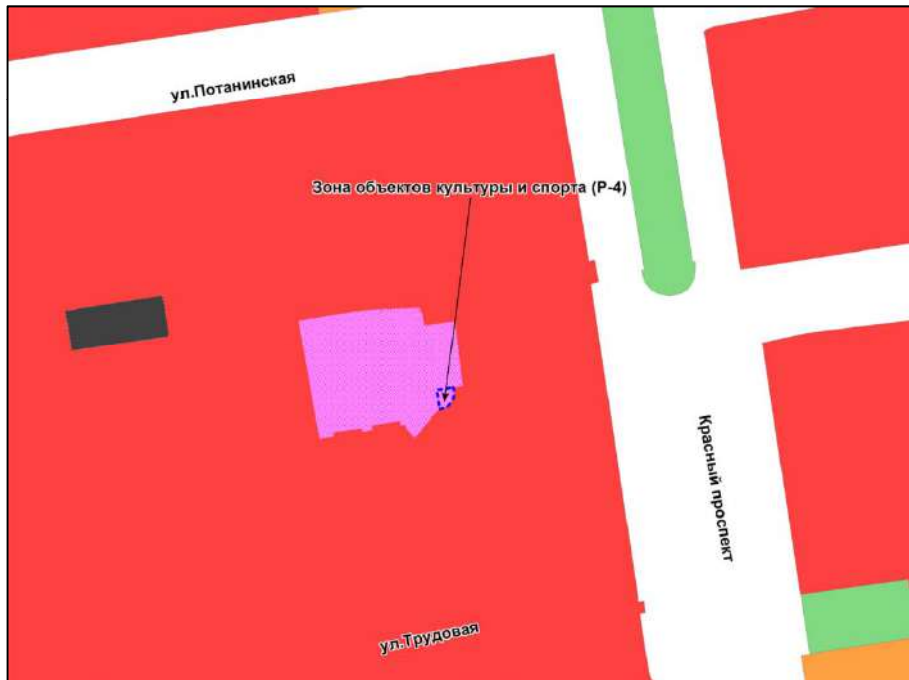 ул.Потанинская
Зона объектов культуры и спорта (Р-4)
Красный проспект
ул.Трудовая